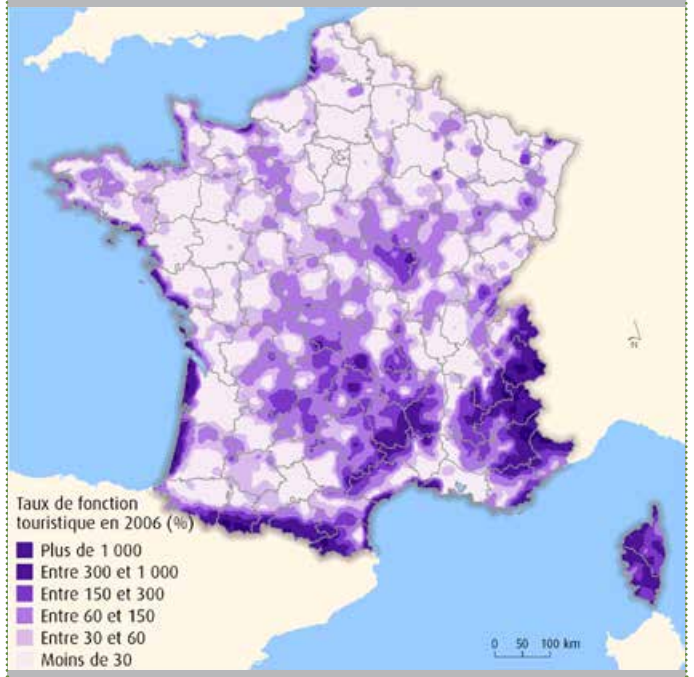 Taux de fonction
touristique en 2006 (%)
Plus de 1 000
Entre 300 et 1 000
Entre 150 et 300
Entre 60 et 150
Entre 30 et 60
Moins de 30
N
0 50 100 km